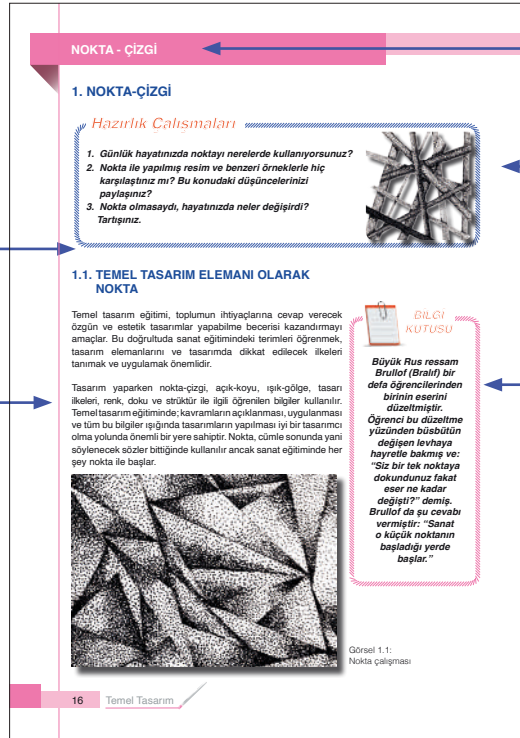 NOKTA - ÇİZGİ
1. NOKTA-ÇİZGİ
Hazırlık Çalışmaları
1. Günlük hayatınızda noktayı nerelerde kullanıyorsunuz?
2. Nokta ile yapılmış resim ve benzeri örneklerle hiç
karşılaştınız mı? Bu konudaki düşüncelerinizi
paylaşınız?
3. Nokta olmasaydı, hayatınızda neler değişirdi?
Tartışınız.
1.1. TEMEL TASARIM ELEMANI OLARAK
NOKTA
Temel tasarım eğitimi, toplumun ihtiyaçlarına cevap verecek
özgün ve estetik tasarımlar yapabilme becerisi kazandırmayı
amaçlar. Bu doğrultuda sanat eğitimindeki terimleri öğrenmek,
tasarım elemanlarını ve tasarımda dikkat edilecek ilkeleri
tanımak ve uygulamak önemlidir.
Tasarım yaparken nokta-çizgi, açık-koyu, ışık-gölge, tasarı
ilkeleri, renk, doku ve strüktür ile ilgili öğrenilen bilgiler kullanılır.
Temel tasarım eğitiminde; kavramların açıklanması, uygulanması
ve tüm bu bilgiler ışığında tasarımların yapılması iyi bir tasarımcı
olma yolunda önemli bir yere sahiptir. Nokta, cümle sonunda yani
söylenecek sözler bittiğinde kullanılır ancak sanat eğitiminde her
şey nokta ile başlar.
BILGI
KUTUSU
Büyük Rus ressam
Brullof (Bralıf) bir
defa öğrencilerinden
birinin eserini
düzeltmiştir.
Öğrenci bu düzeltme
yüzünden büsbütün
değişen levhaya
hayretle bakmış ve:
“Siz bir tek noktaya
dokundunuz fakat
eser ne kadar
değişti?” demiş.
Brullof da şu cevabı
vermiştir: “Sanat
o küçük noktanın
başladığı yerde
başlar.”
Görsel 1.1:
Nokta çalışması
16 Temel Tasarım